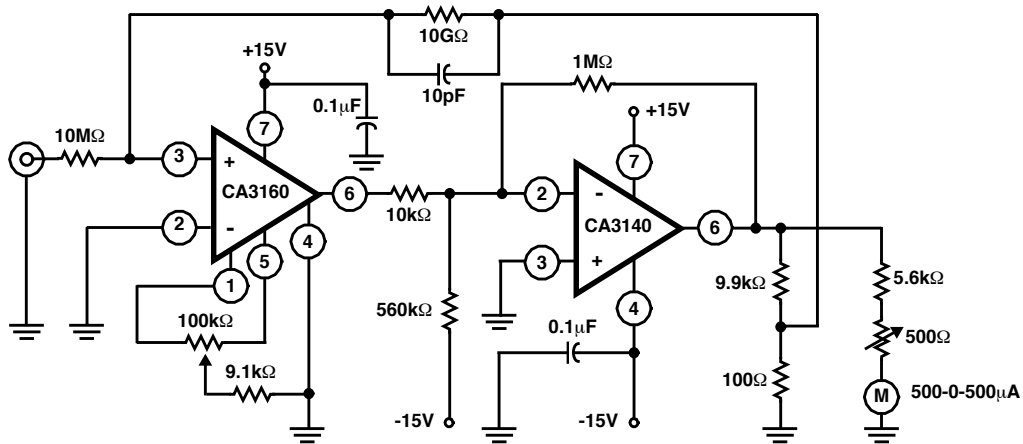 10GΩ
10pF
+15V
0.1μF
1MΩ
+15V
10MΩ
7
7
3
+
CA3160
6
10kΩ
2
-
CA3140
6
2
-
4
5
1
3
+
4
9.9kΩ
5.6kΩ
100kΩ
560kΩ
0.1μF
500Ω
9.1kΩ
100Ω
M
500-0-500μA
-15V
-15V